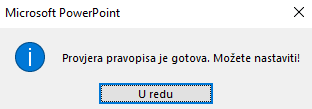 Microsoft PowerPoint
Provjera pravopisa je gotova. Možete nastaviti!
U redu